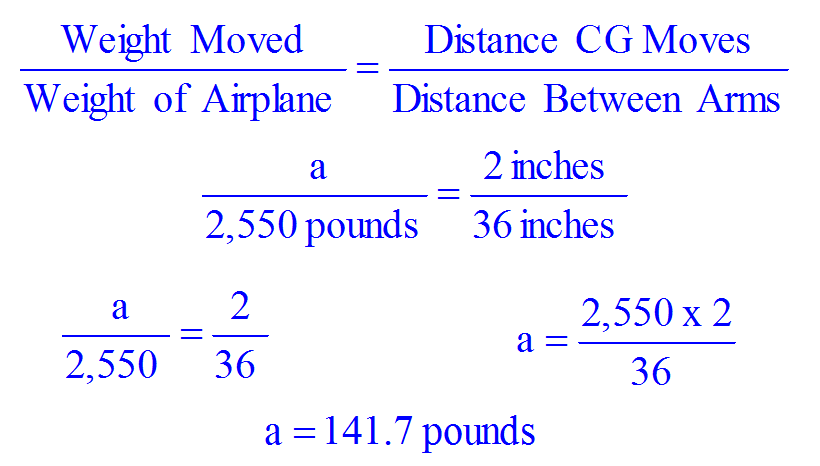 Weight Moved / Weight of Airplane = Distance CG Moves / Distance Between Arms
a / 2,550 pounds = 2 inches / 36 inches
a / 2,550 = 2 / 36
a = 2,550 x 2 / 36
a = 141.7 pounds